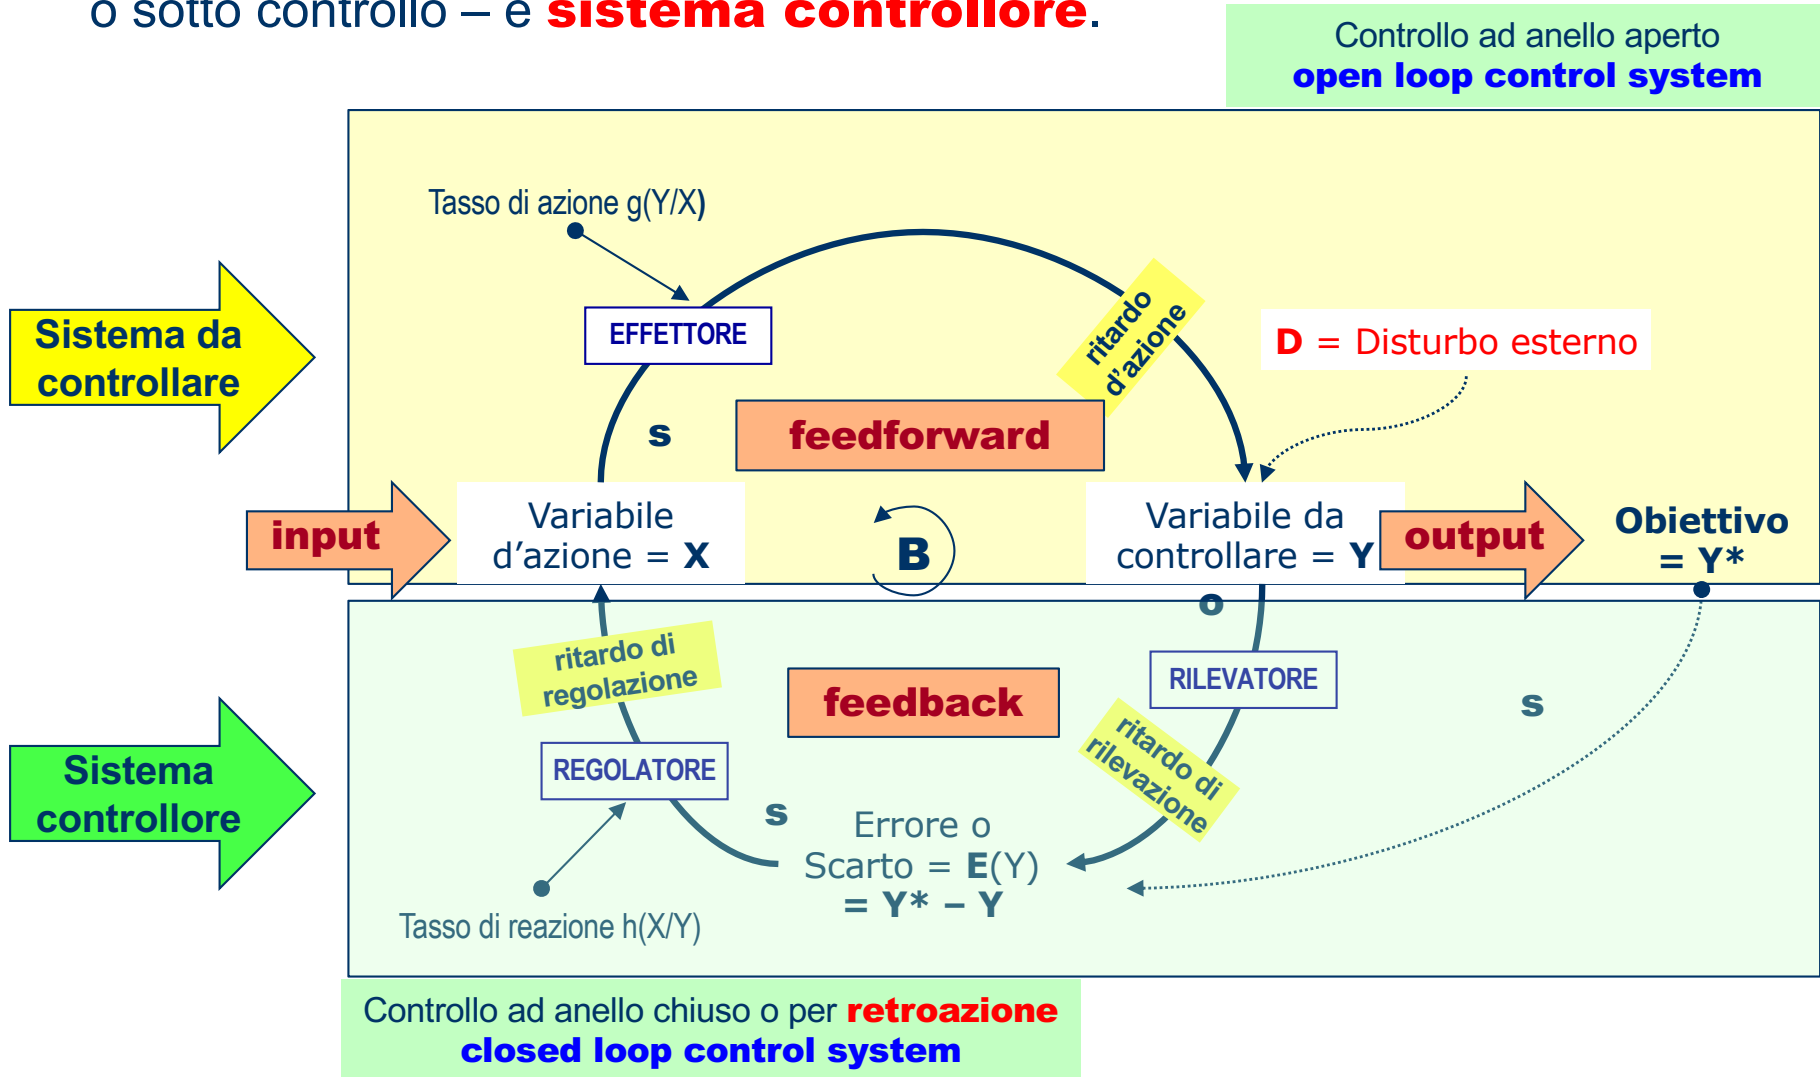 o sotto controllo – e sistema controllore.
Controllo ad anello aperto
open loop control system
Tasso di azione g(Y/X)
EFFETTORE
ritardo
d’azione
D = Disturbo esterno
Sistema da
controllare
s
feedforward
input
Variabile
d’azione = X
B
Variabile da
controllare = Y
output
Obiettivo
= Y*
o
ritardo di
regolazione
feedback
RILEVATORE
s
ritardo di
rilevazione
Sistema
controllore
REGOLATORE
s
Errore o
Scarto = E(Y)
= Y* – Y
Tasso di reazione h(X/Y)
Controllo ad anello chiuso o per retroazione
closed loop control system